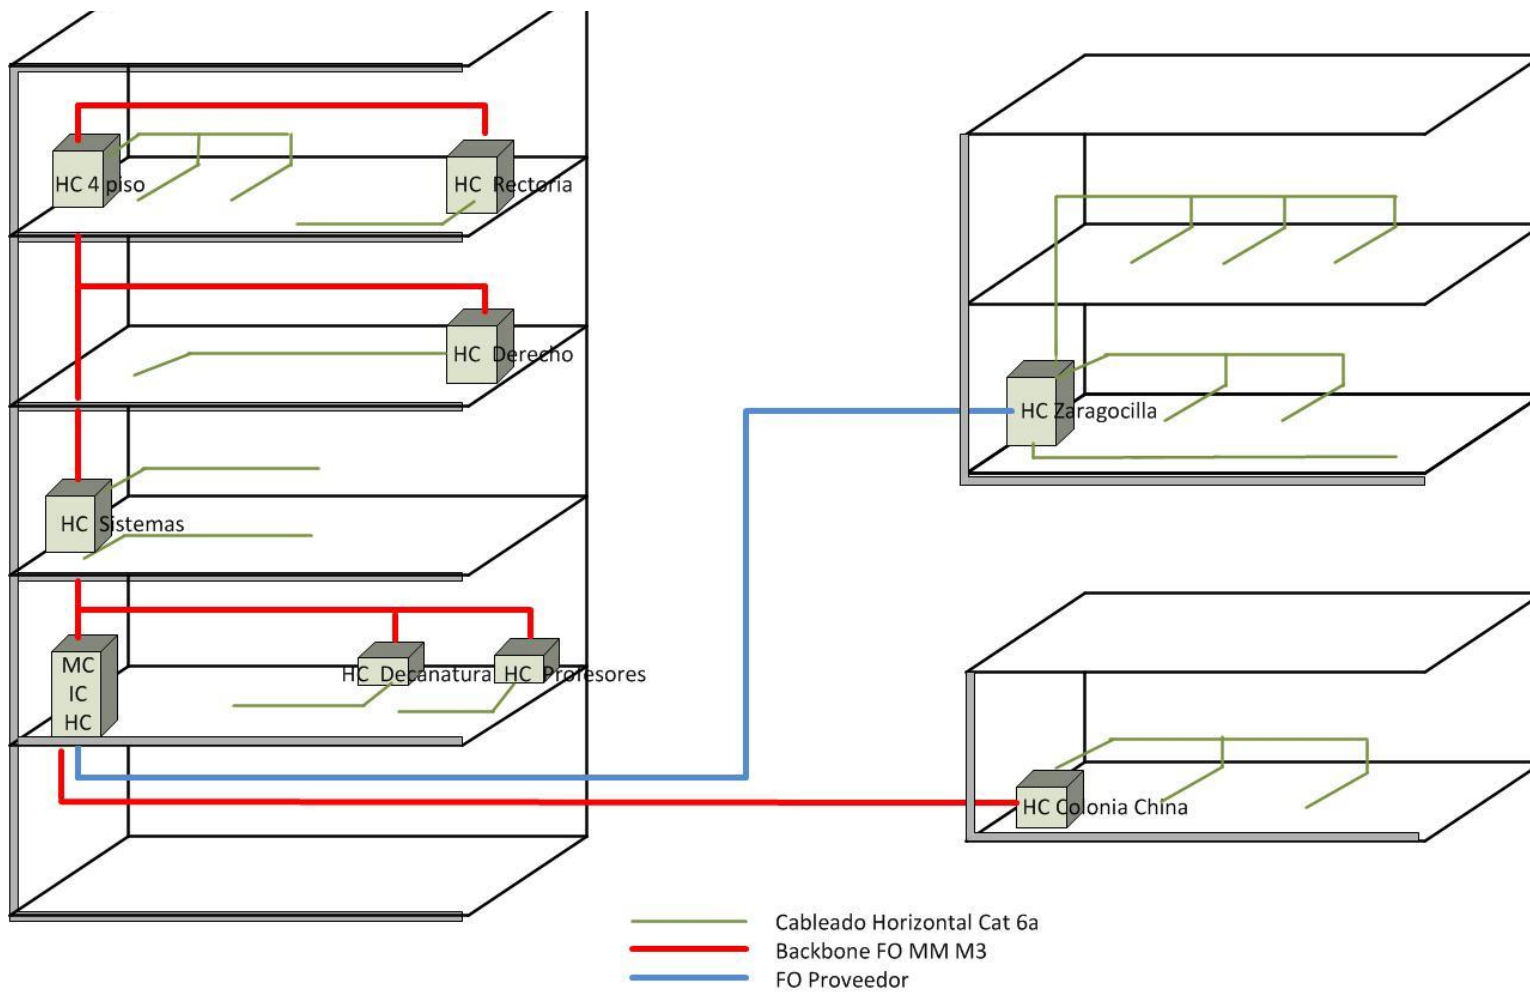 HC 4 piso
HC Rectoria
HC Derecho
HC Zaragocilla
HC Sistemas
MC
IC
HC
HC Decanatura
HC Profesores
HC Colonia China
Cableado Horizontal Cat 6a
Backbone FO MM M3
FO Proveedor